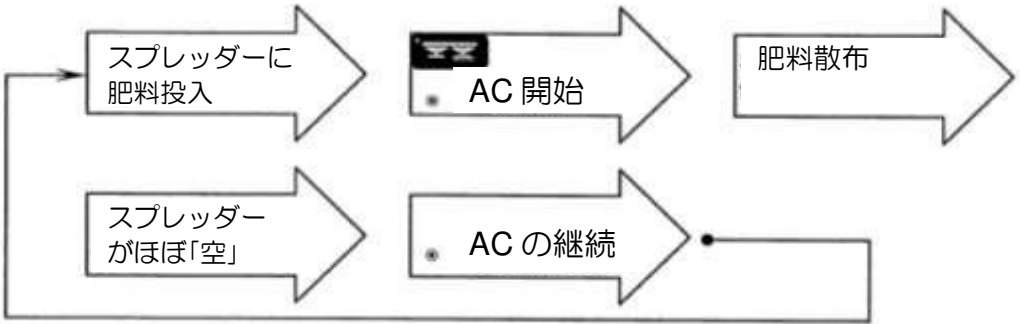 スプレッダーに
肥料投入
AC 開始
肥料散布
スプレッダー
がほぼ「空」
AC の継続